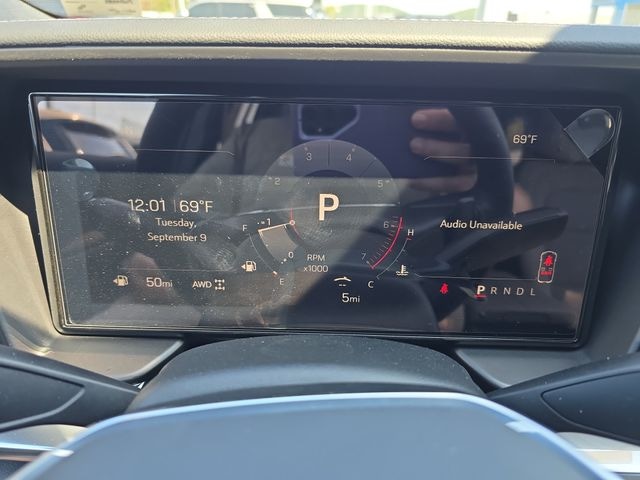 69°F
3 4
2 5
12:01 | 69°F
P
Tuesday,
September 9
F 1 6 H
Audio Unavailable
0 RPM 7
x1000
E C
50mi AWD
5mi
P R N D L